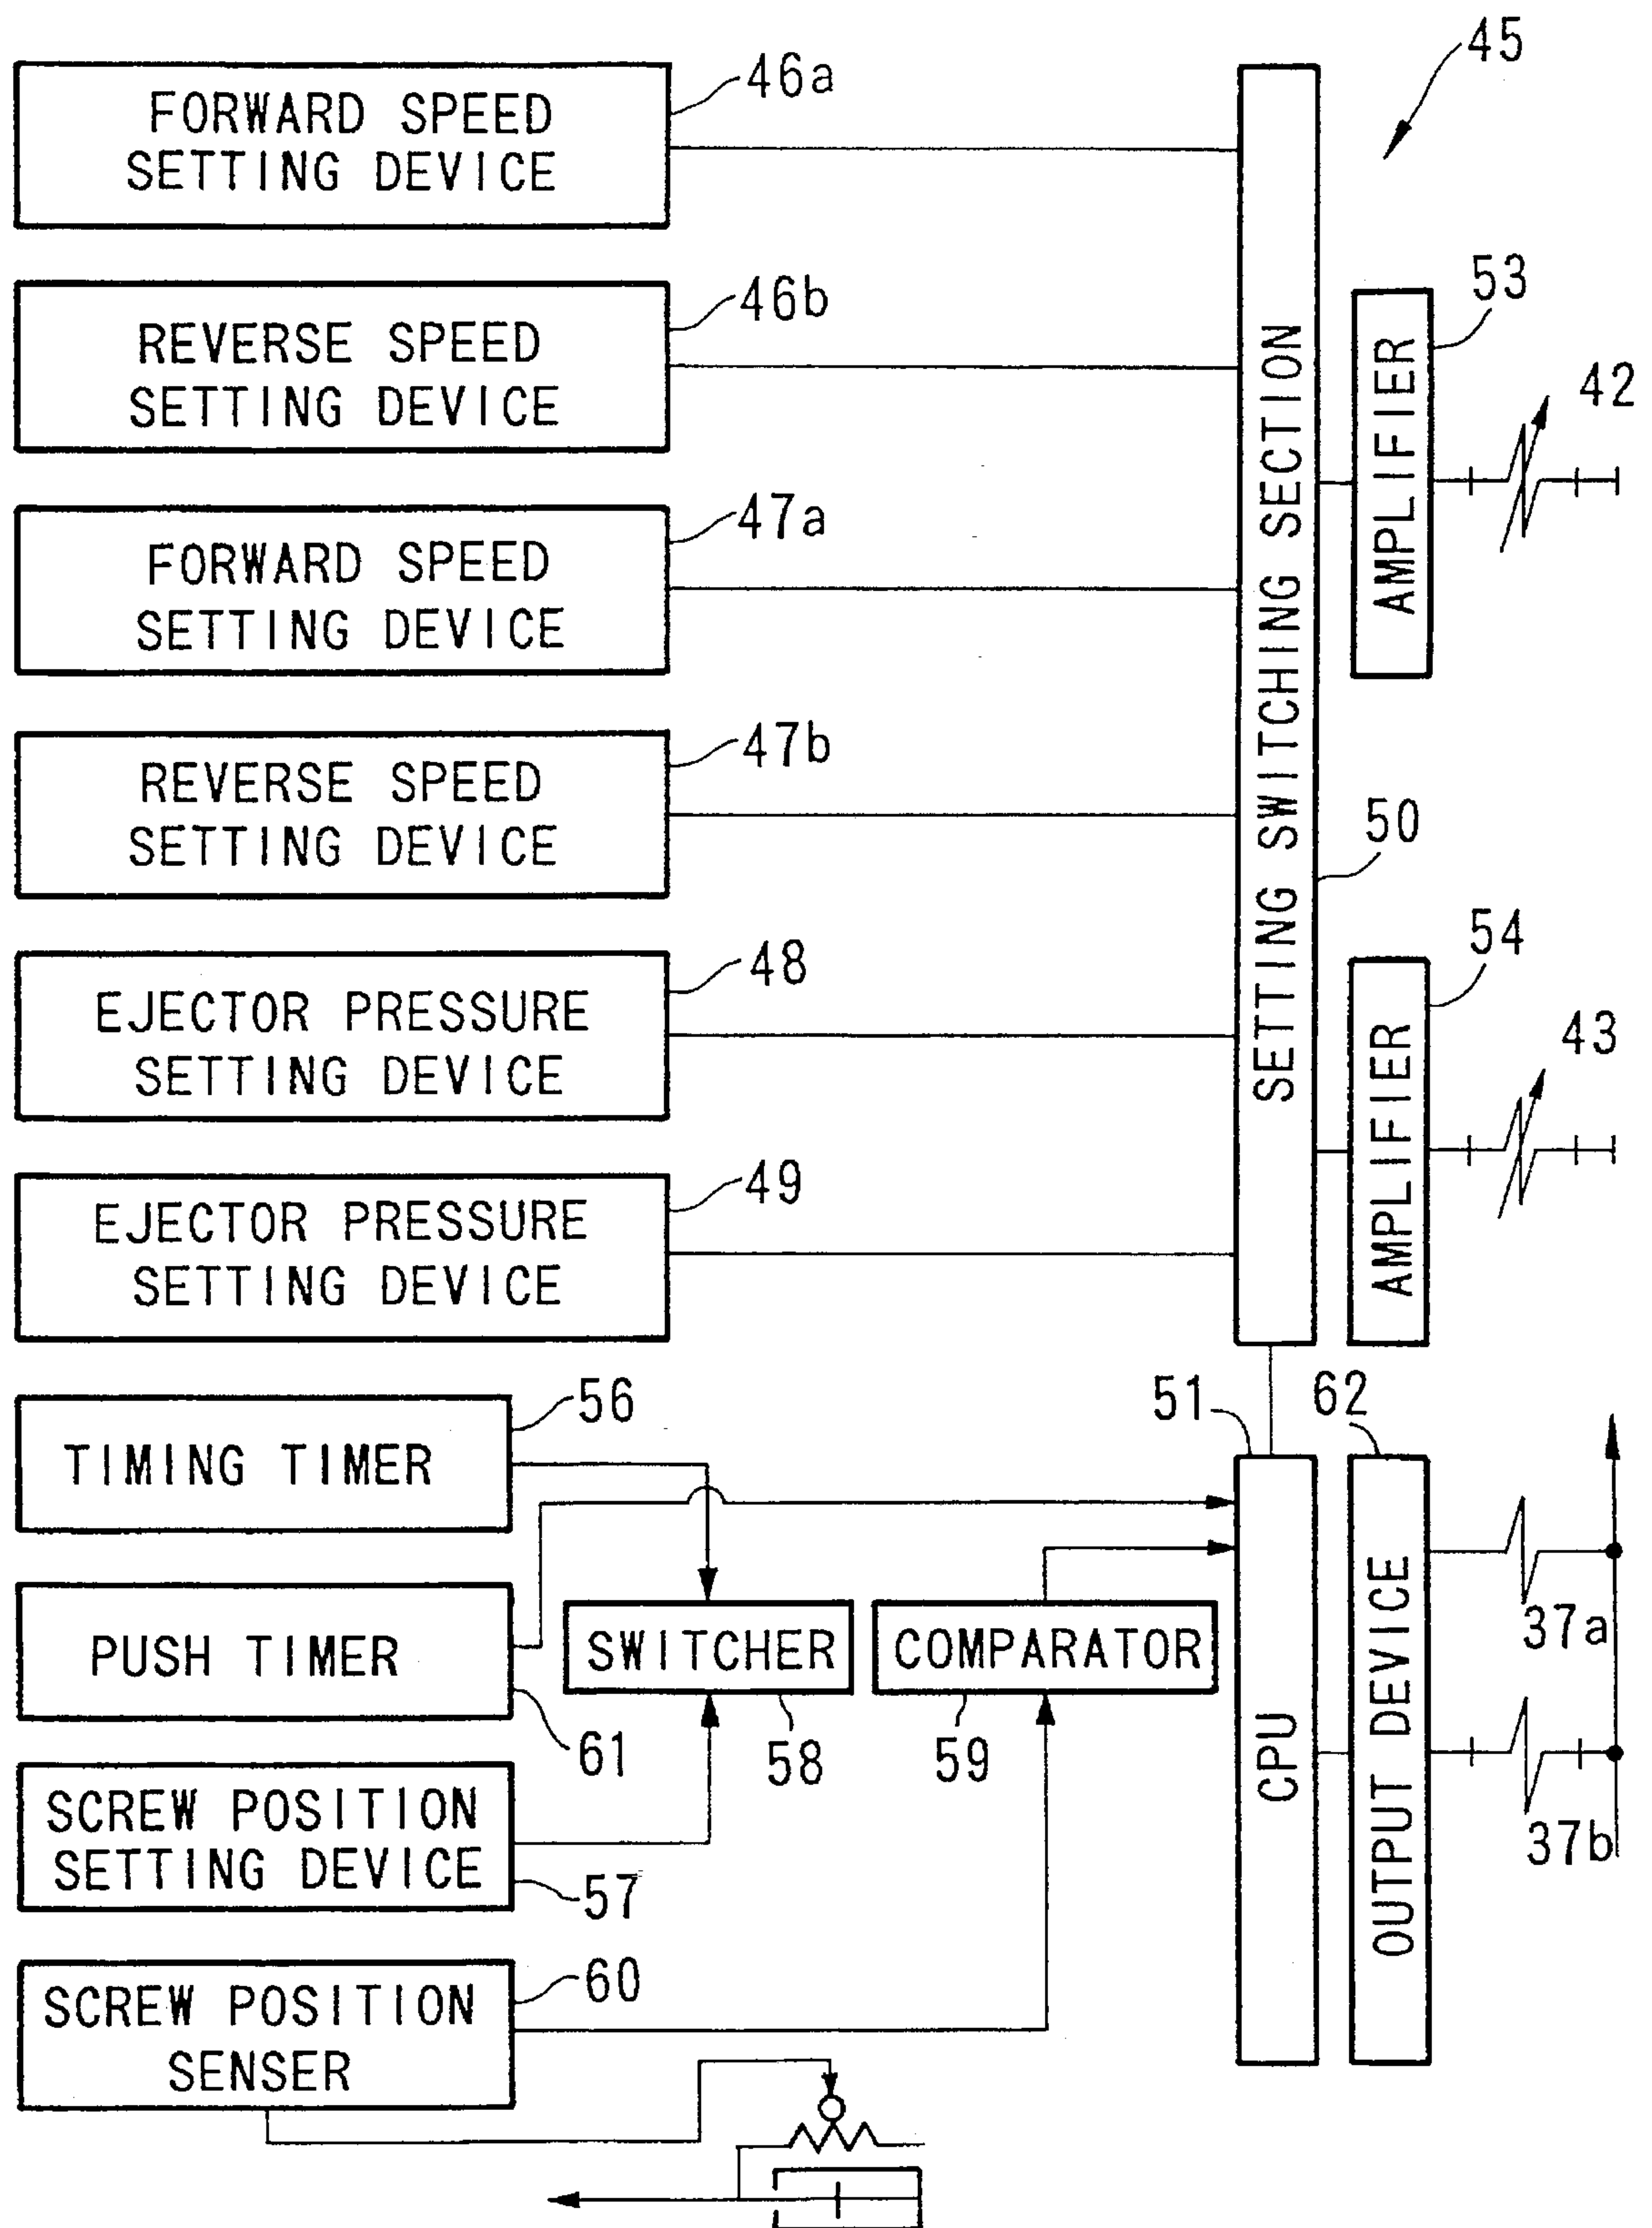 45
FORWARD SPEED
SETTING DEVICE
46a
REVERSE SPEED
SETTING DEVICE
46b
FORWARD SPEED
SETTING DEVICE
47a
REVERSE SPEED
SETTING DEVICE
47b
EJECTOR PRESSURE
SETTING DEVICE
48
EJECTOR PRESSURE
SETTING DEVICE
49
SETTING SWITCHING SECTION
50
AMPLIFIER
53
42
AMPLIFIER
54
43
TIMING TIMER
56
PUSH TIMER
61
SCREW POSITION
SETTING DEVICE
57
SCREW POSITION
SENSER
60
SWITCHER
58
COMPARATOR
59
CPU
51
OUTPUT DEVICE
62
37a
37b